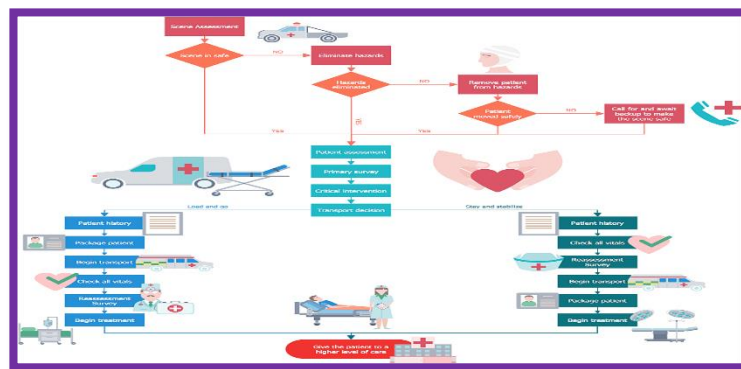 Scene Assessment
Scene in safe
NO
Eliminate hazards
Hazards
eliminated
NO
Remove patient
from hazards
Patient
moved safely
NO
Call for and await
backup to make
the scene safe
Yes
Yes
Patient assessment
Primary survey
Critical intervention
Transport decision
Load and go
Stay and stabilize
Patient history
Package patient
Begin transport
Check all vitals
Reassessment
Survey
Begin treatment
Patient history
Check all vitals
Reassessment
Survey
Begin transport
Package patient
Begin treatment
Give the patient to a
higher level of care